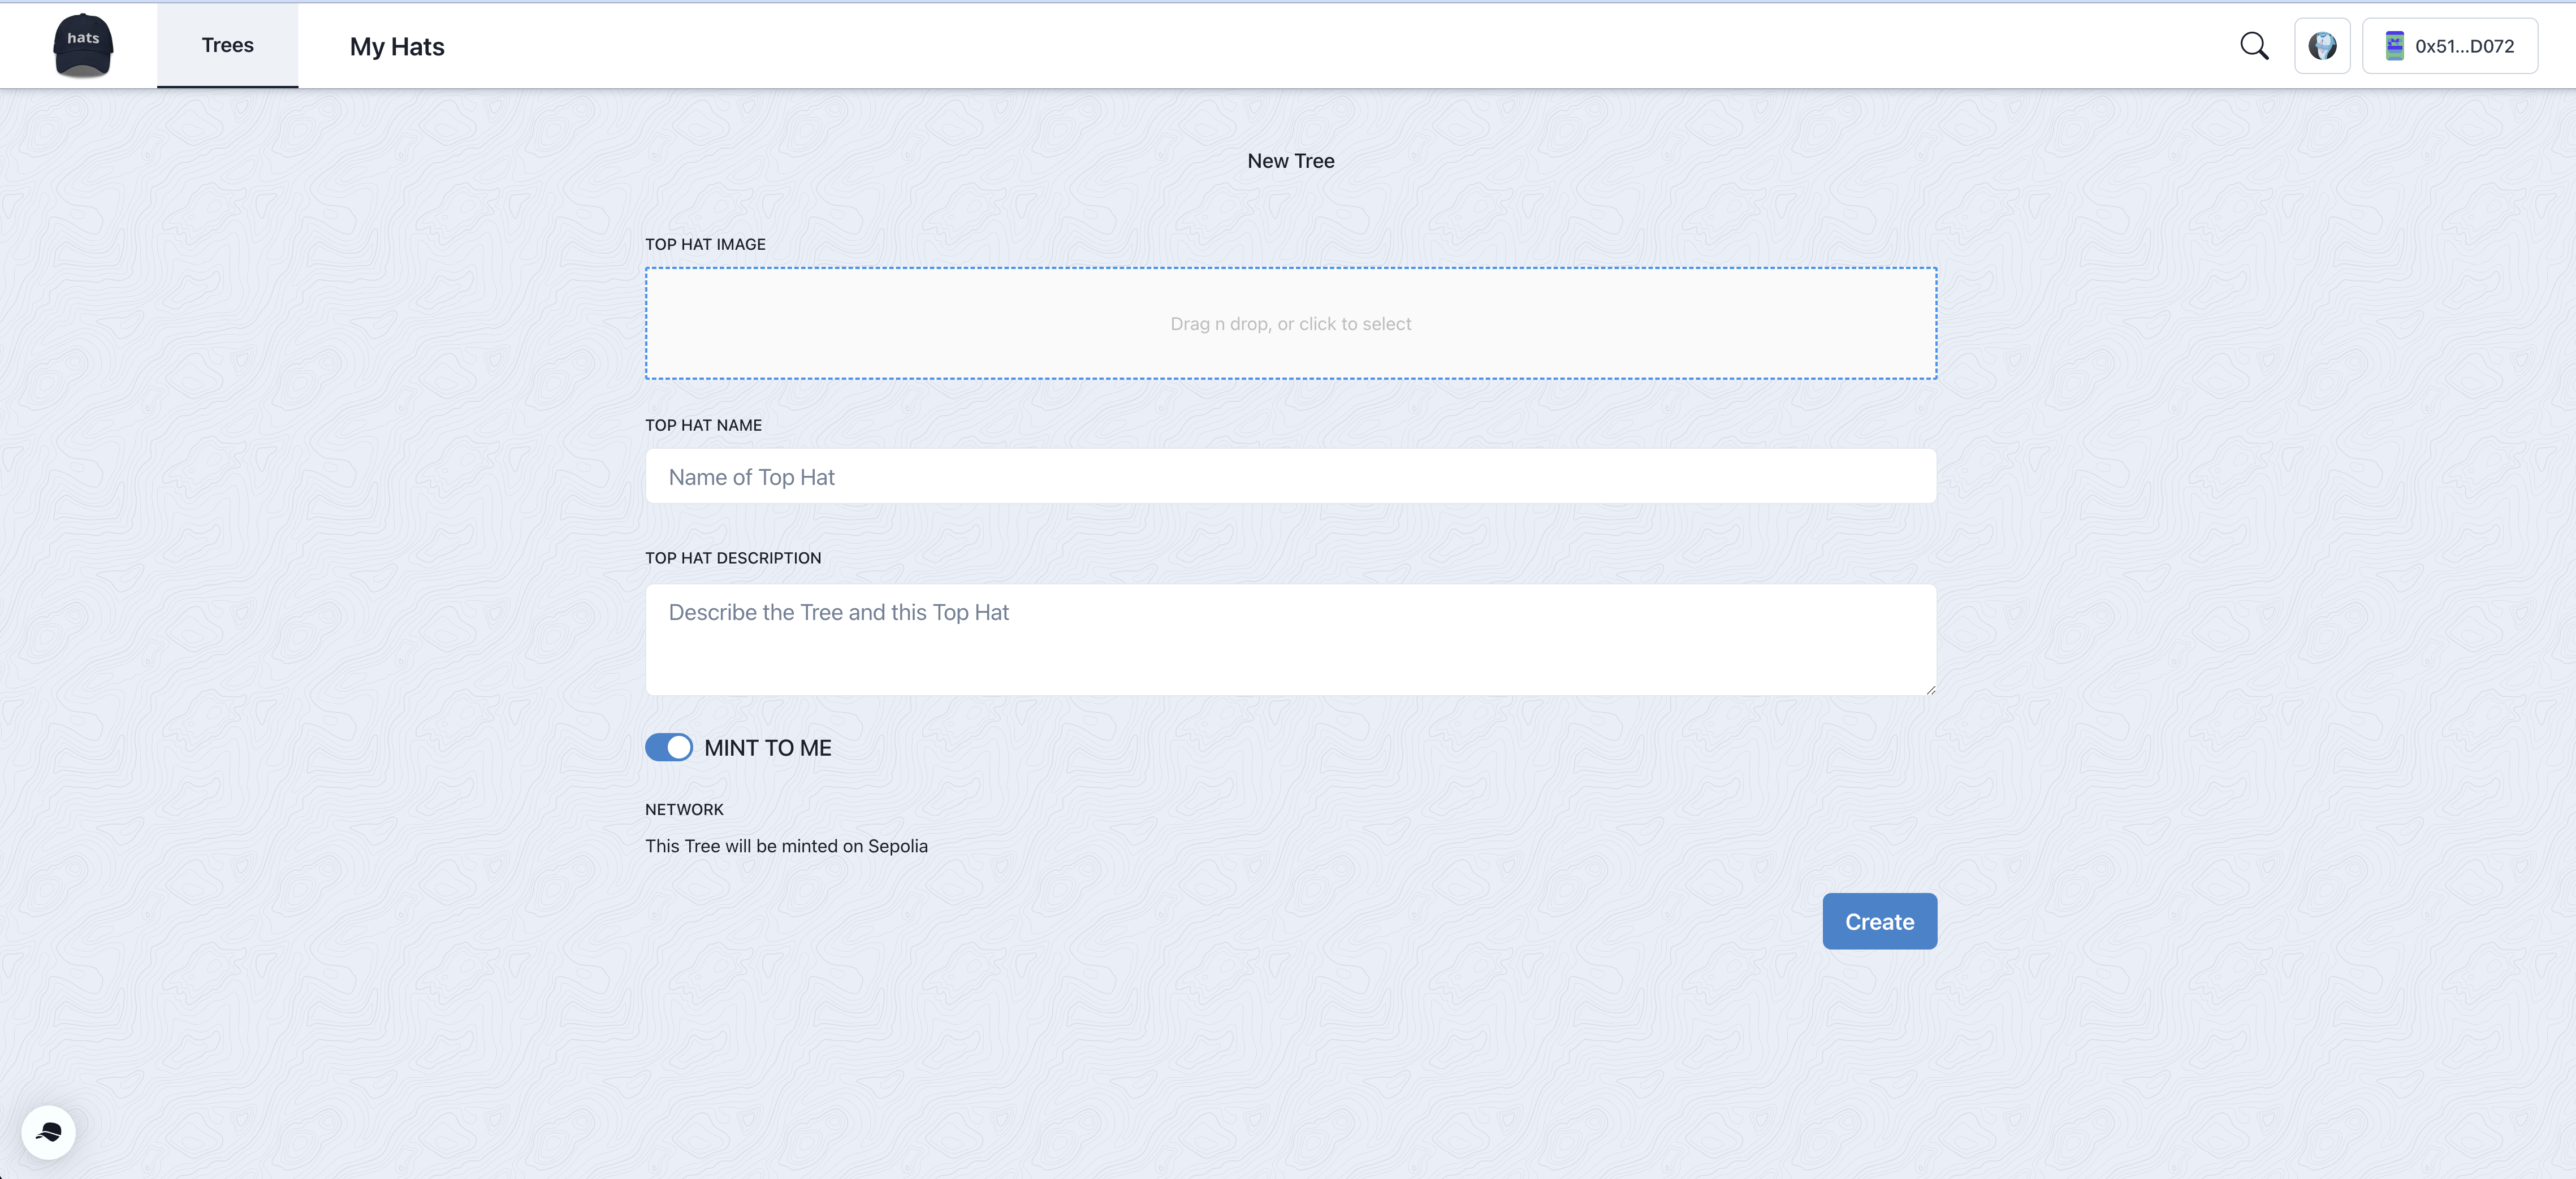 hats
Trees
My Hats
0x51...D072
New Tree
TOP HAT IMAGE
Drag n drop, or click to select
TOP HAT NAME
Name of Top Hat
TOP HAT DESCRIPTION
Describe the Tree and this Top Hat
MINT TO ME
NETWORK
This Tree will be minted on Sepolia
Create